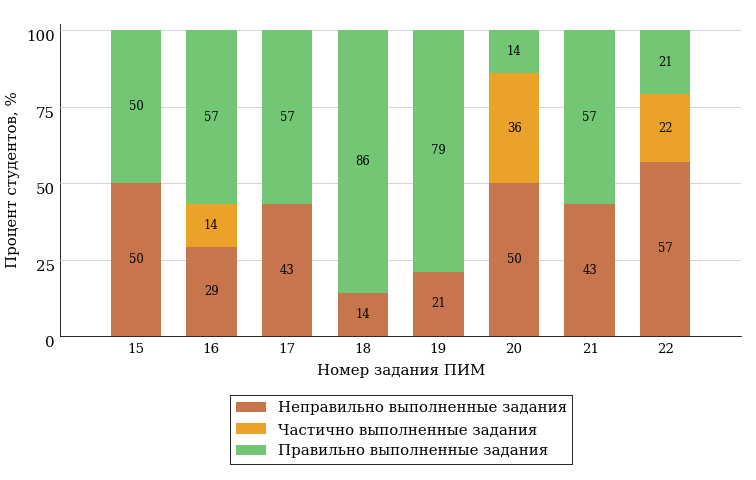 100
75
50
25
0
Процент студентов, %
50 57 57 86 79 14 57 21
14 36 22
50 29 43 14 21 50 43 57
15 16 17 18 19 20 21 22
Номер задания ПИМ
Неправильно выполненные задания
Частично выполненные задания
Правильно выполненные задания